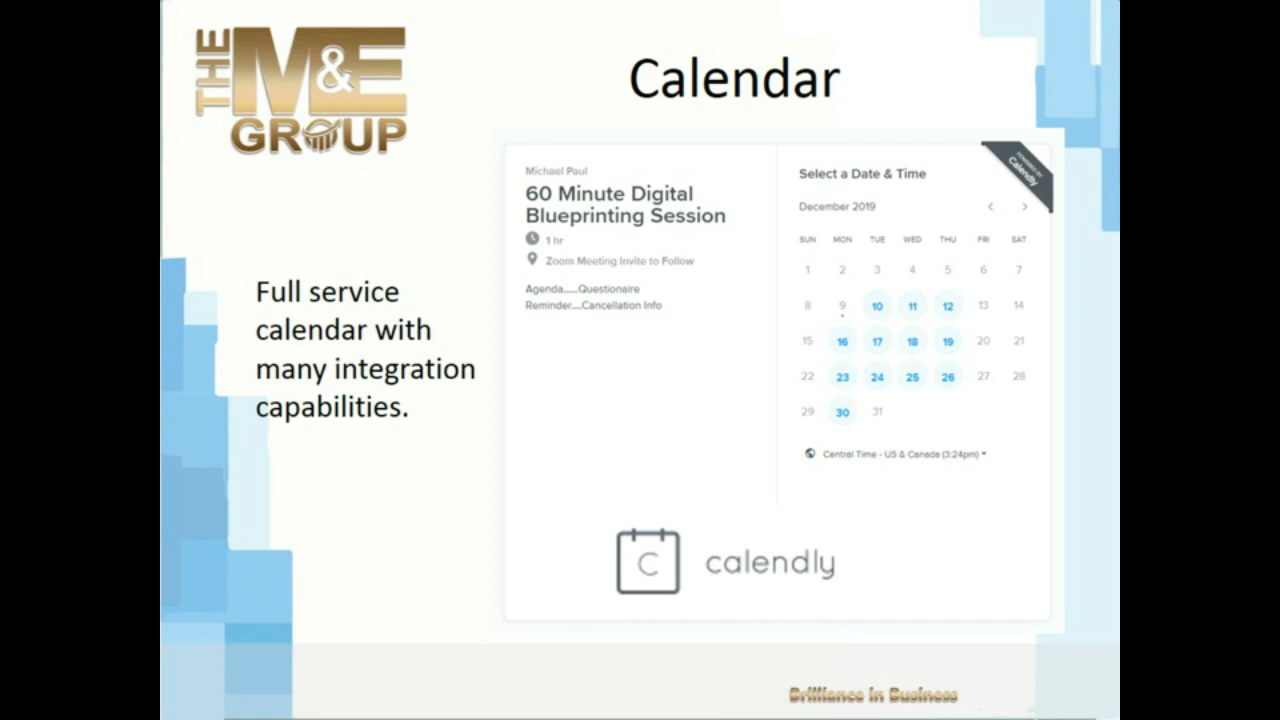 THE
M&E
GROUP
Calendar
Full service
calendar with
many integration
capabilities.
Michael Paul
60 Minute Digital
Blueprinting Session
1 hr
Zoom Meeting Invite to Follow
Agenda.....Questionaire
Reminder....Cancellation Info
Select a Date & Time
POWERED BY
Calendly
December 2019
SUN MON TUE WED THU FRI SAT
1 2 3 4 5 6 7
8 9 10 11 12 13 14
15 16 17 18 19 20 21
22 23 24 25 26 27 28
29 30 31
Central Time - US & Canada (3:24pm)
C calendly
Brilliance in Business